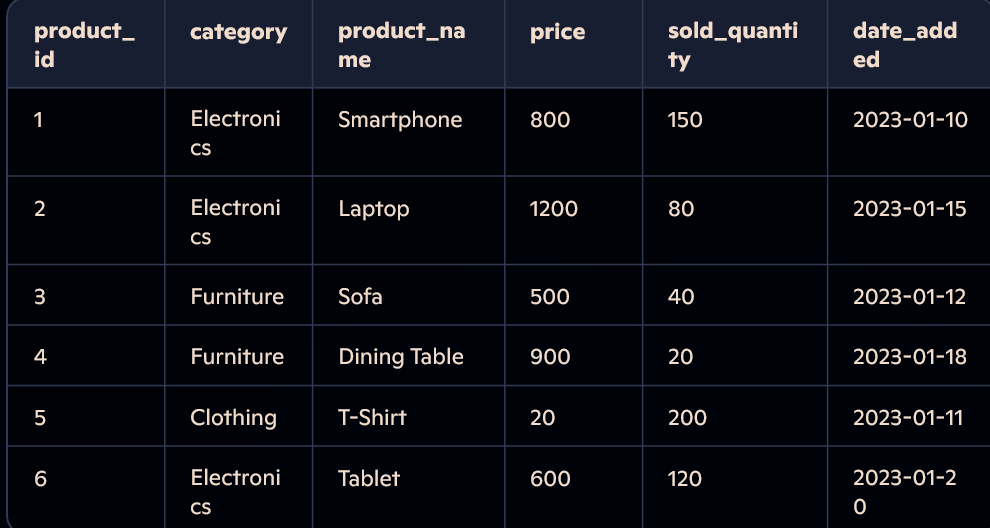 product_id category product_name price sold_quantity date_added
1 Electronics Smartphone 800 150 2023-01-10
2 Electronics Laptop 1200 80 2023-01-15
3 Furniture Sofa 500 40 2023-01-12
4 Furniture Dining Table 900 20 2023-01-18
5 Clothing T-Shirt 20 200 2023-01-11
6 Electronics Tablet 600 120 2023-01-20